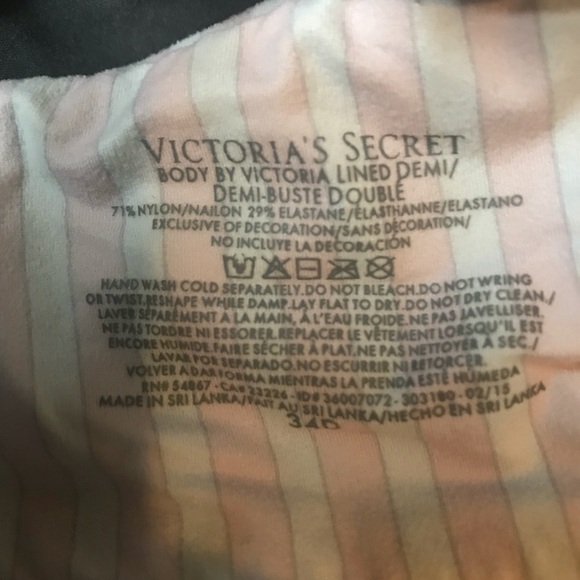 VICTORIA'S SECRET
BODY BY VICTORIA LINED DEMI/
DEMI-BUSTE DOUBLÉ
71% NYLON/NAILON 29% ELASTANE/ÉLASTHANNE/ELASTANO
EXCLUSIVE OF DECORATION/SANS DÉCORATION/
NO INCLUYE LA DECORACIÓN
HAND WASH COLD SEPARATELY.DO NOT BLEACH.DO NOT WRING
OR TWIST.RESHAPE WHILE DAMP.LAY FLAT TO DRY.DO NOT DRY CLEAN./
LAVER SÉPARÉMENT À LA MAIN, À L'EAU FROIDE.NE PAS JAVELLISER.
NE PAS TORDRE NI ESSORER.REPLACER LE VÊTEMENT LORSQU'IL EST
ENCORE HUMIDE.FAIRE SÉCHER À PLAT.NE PAS NETTOYER À SEC./
LAVAR POR SEPARADO.NO ESCURRIR NI RETORCER.
VOLVER A DAR FORMA MIENTRAS LA PRENDA ESTÉ HÚMEDA
RN# 54867 - CA# 23226 - ID# 36007072 - 303180 - 02/15
MADE IN SRI LANKA/FAIT AU SRI LANKA/HECHO EN SRI LANKA
34D